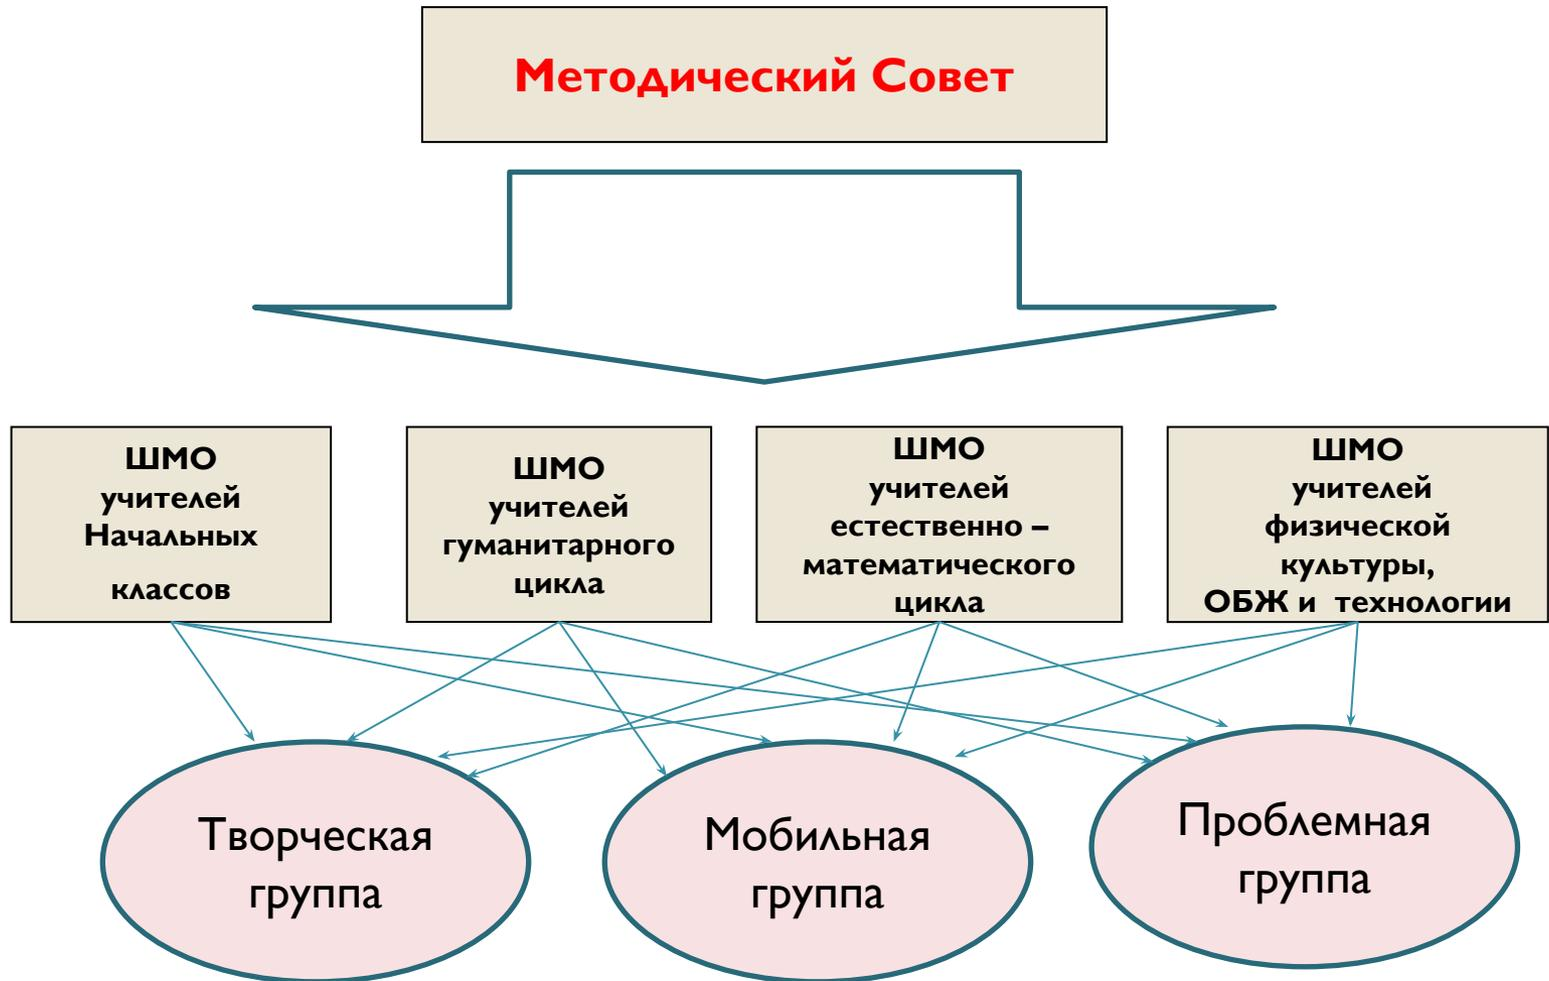 Методический Совет
ШМО
учителей
Начальных
классов
ШМО
учителей
гуманитарного
цикла
ШМО
учителей
естественно –
математического
цикла
ШМО
учителей
физической
культуры,
ОБЖ и технологии
Творческая
группа
Мобильная
группа
Проблемная
группа